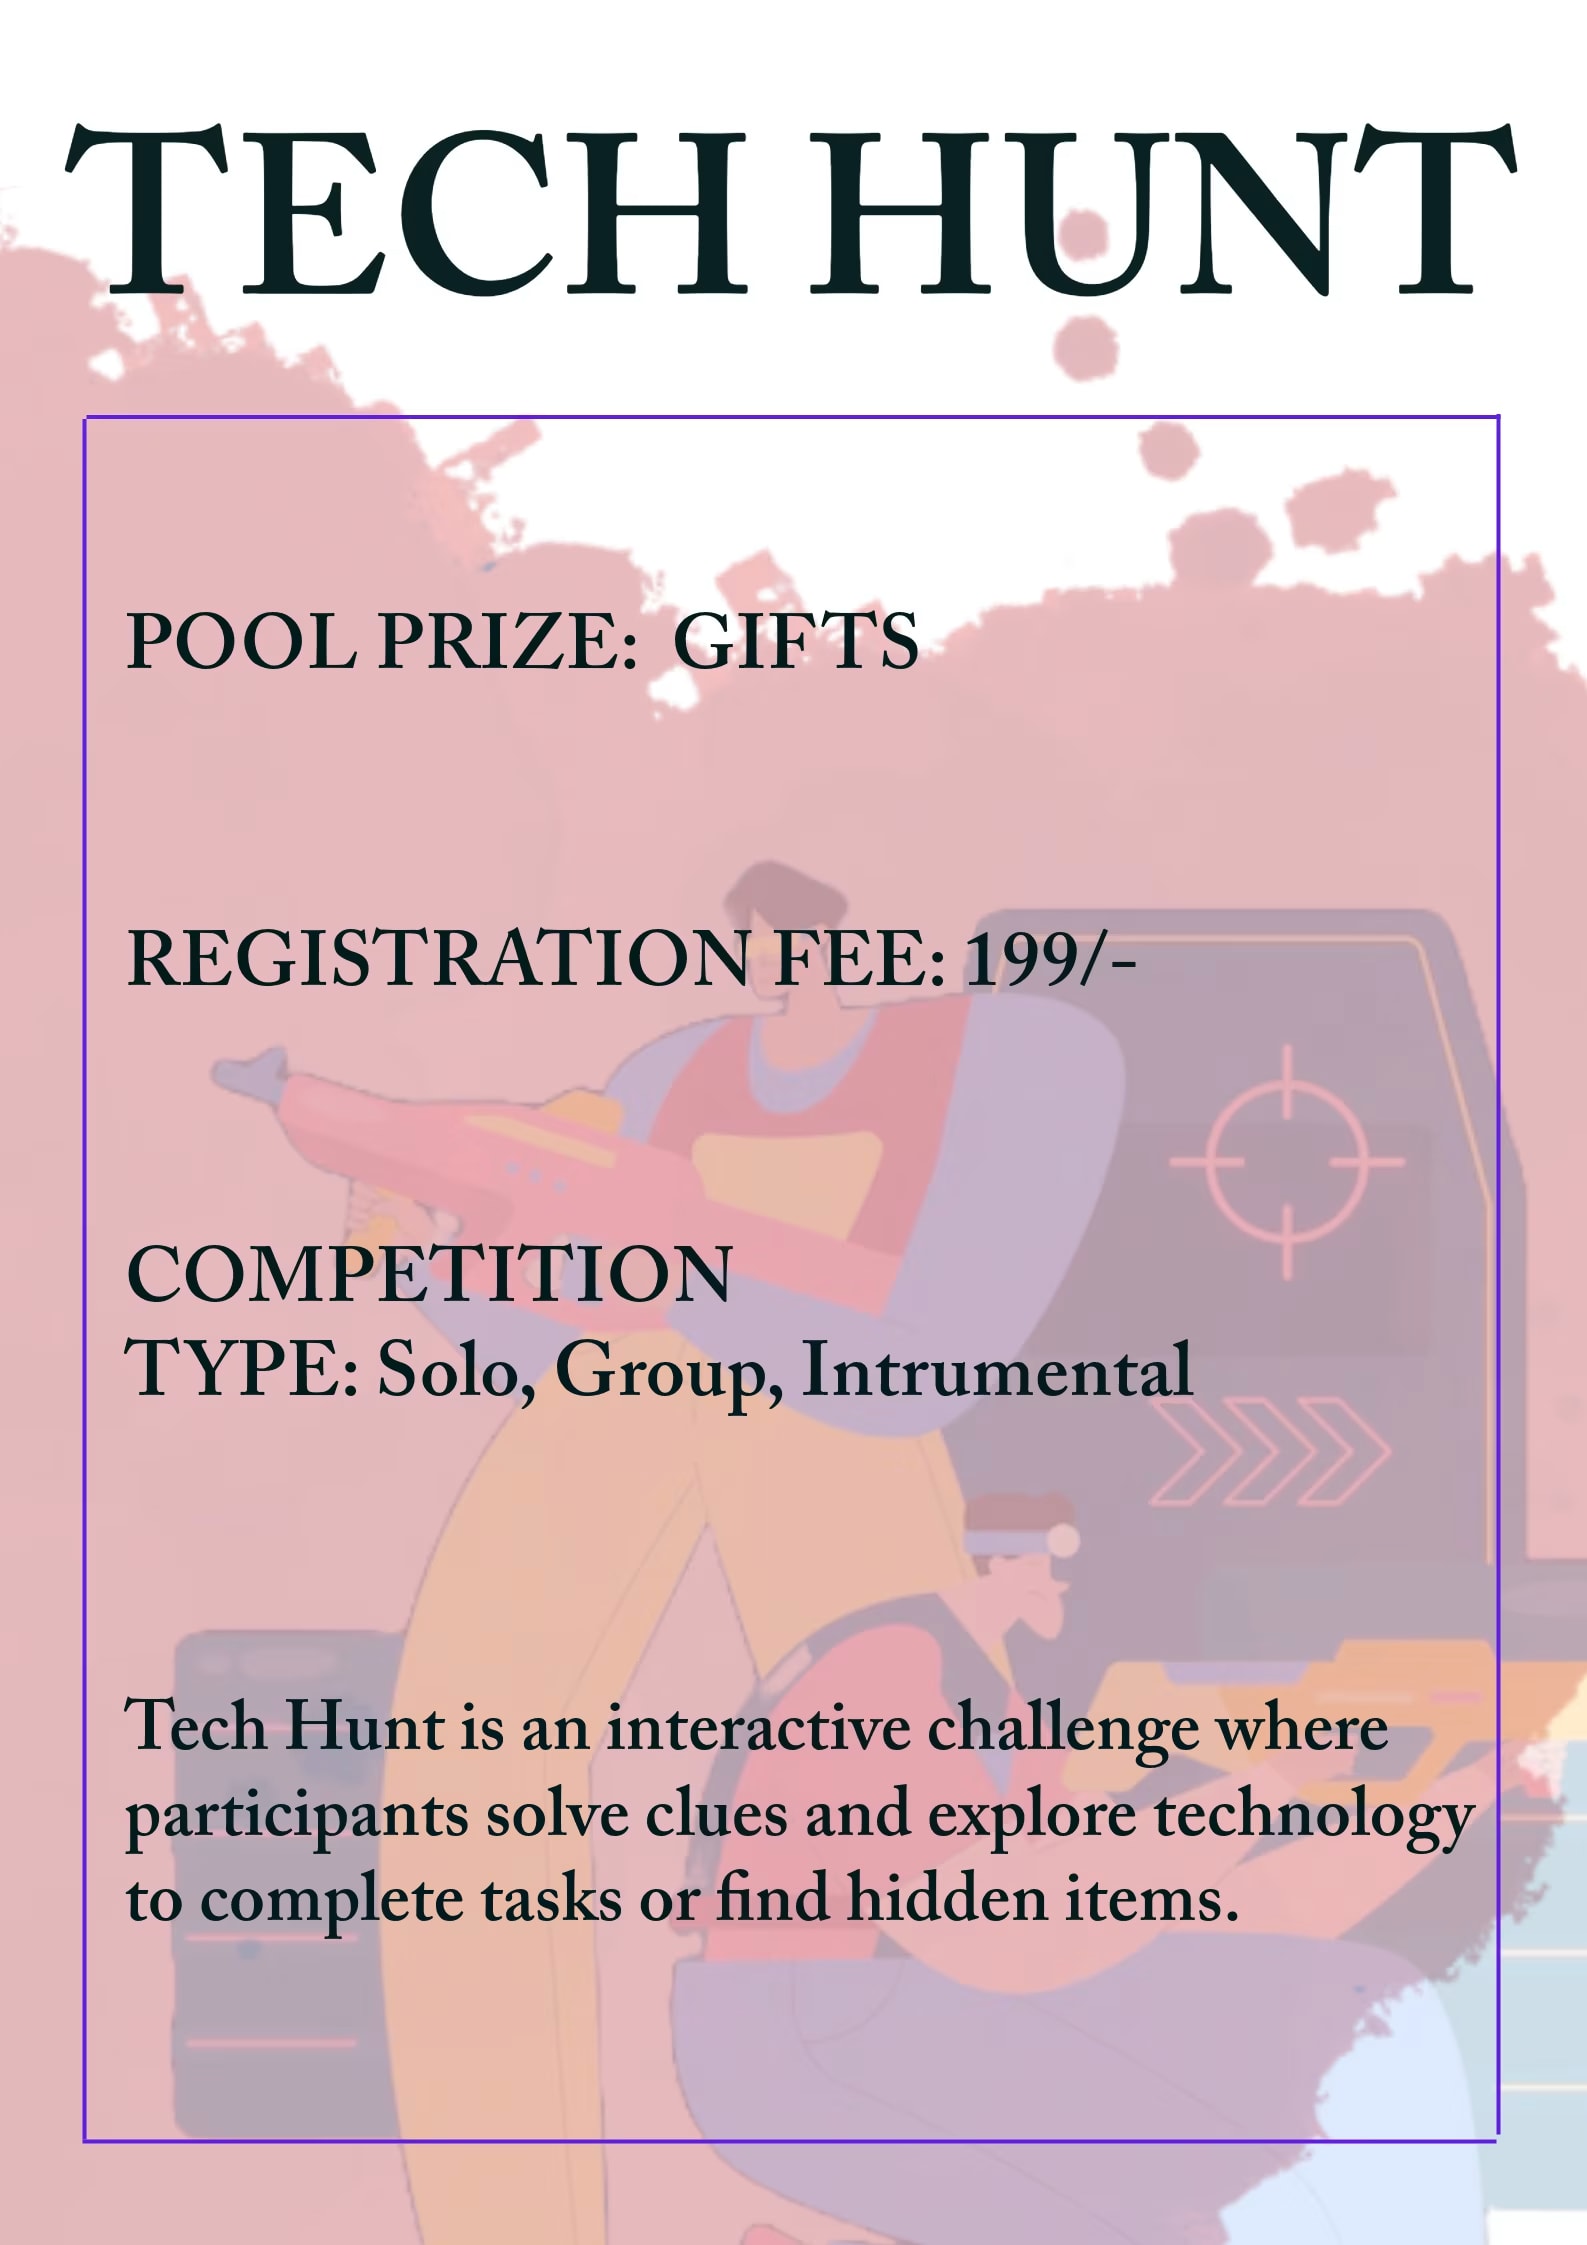 TECH HUNT
POOL PRIZE: GIFTS
REGISTRATION FEE: 199/-
COMPETITION
TYPE: Solo, Group, Intrumental
Tech Hunt is an interactive challenge where
participants solve clues and explore technology
to complete tasks or find hidden items.